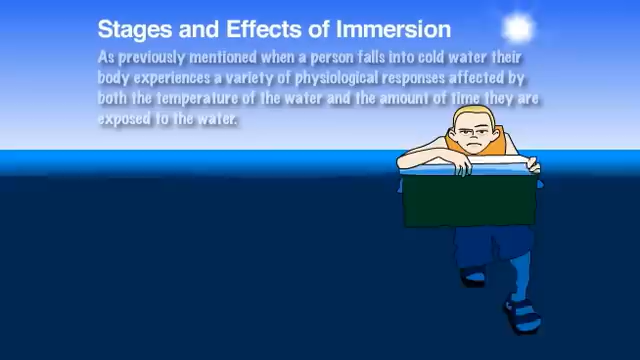 Stages and Effects of Immersion
As previously mentioned when a person falls into cold water their
body experiences a variety of physiological responses affected by
both the temperature of the water and the amount of time they are
exposed to the water.